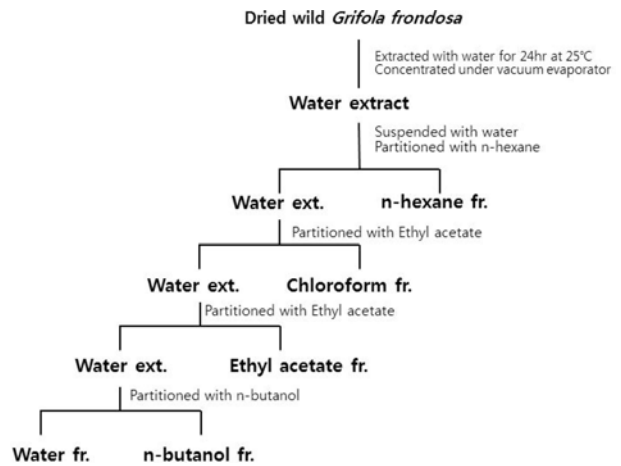 Dried wild Grifola frondosa
Extracted with water for 24hr at 25℃
Concentrated under vacuum evaporator
Water extract
Suspended with water
Partitioned with n-hexane
Water ext. n-hexane fr.
Partitioned with Ethyl acetate
Water ext. Chloroform fr.
Partitioned with Ethyl acetate
Water ext. Ethyl acetate fr.
Partitioned with n-butanol
Water fr. n-butanol fr.